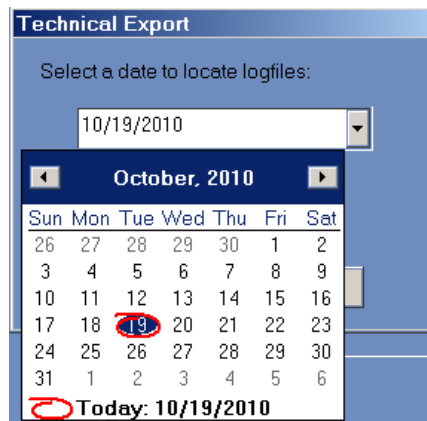 Technical Export
Select a date to locate logfiles:
10/19/2010
October, 2010
Sun Mon Tue Wed Thu Fri Sat
26 27 28 29 30 1 2
3 4 5 6 7 8 9
10 11 12 13 14 15 16
17 18 19 20 21 22 23
24 25 26 27 28 29 30
31 1 2 3 4 5 6
Today: 10/19/2010